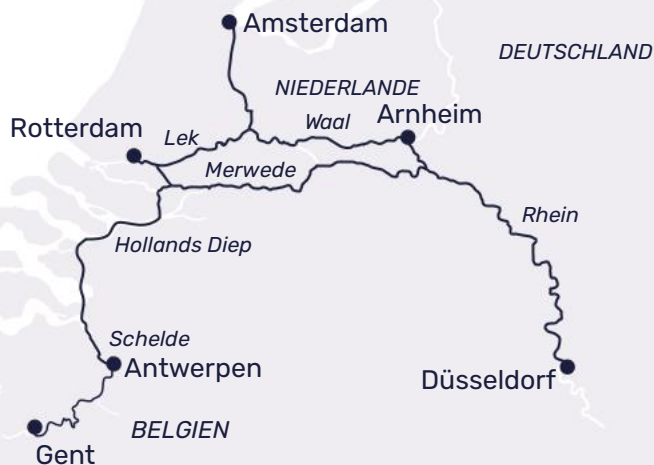 Amsterdam
DEUTSCHLAND
NIEDERLANDE
Arnheim
Waal
Rotterdam
Lek
Merwede
Rhein
Hollands Diep
Schelde
Antwerpen
Düsseldorf
BELGIEN
Gent